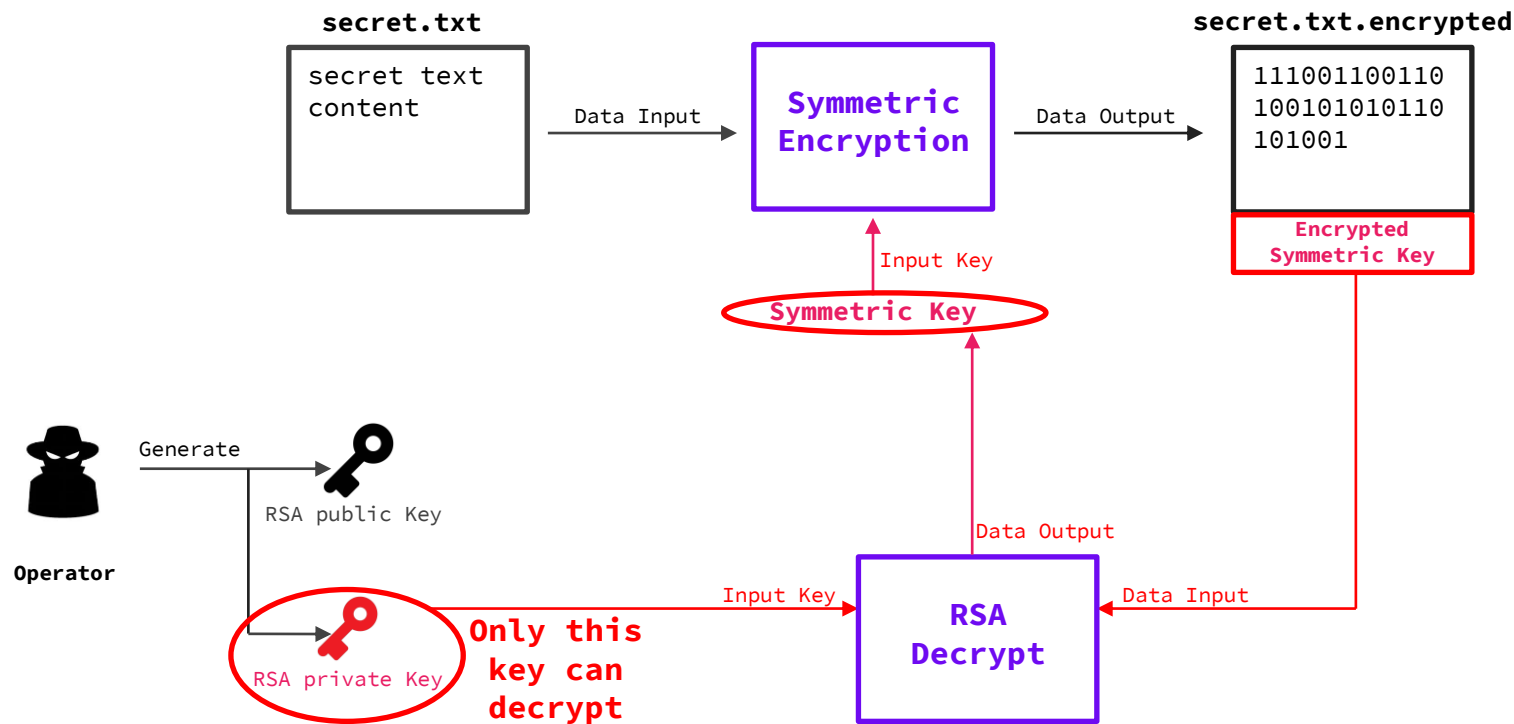 secret.txt
secret text
content
Data Input
Symmetric
Encryption
Data Output
secret.txt.encrypted
111001100110
100101010110
101001
Encrypted
Symmetric Key
Input Key
Symmetric Key
Generate
RSA public Key
Operator
RSA private Key
Only this
key can
decrypt
Input Key
Data Output
RSA
Decrypt
Data Input